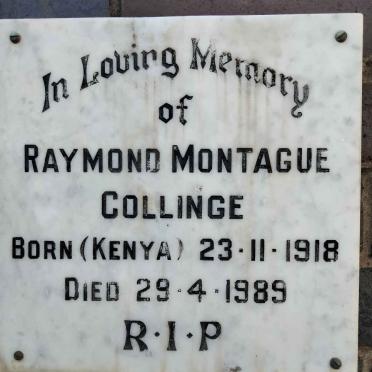 In Loving Memory
of
RAYMOND MONTAGUE
COLLINGE
BORN (KENYA) 23·11·1918
DIED 29·4·1989
R·I·P